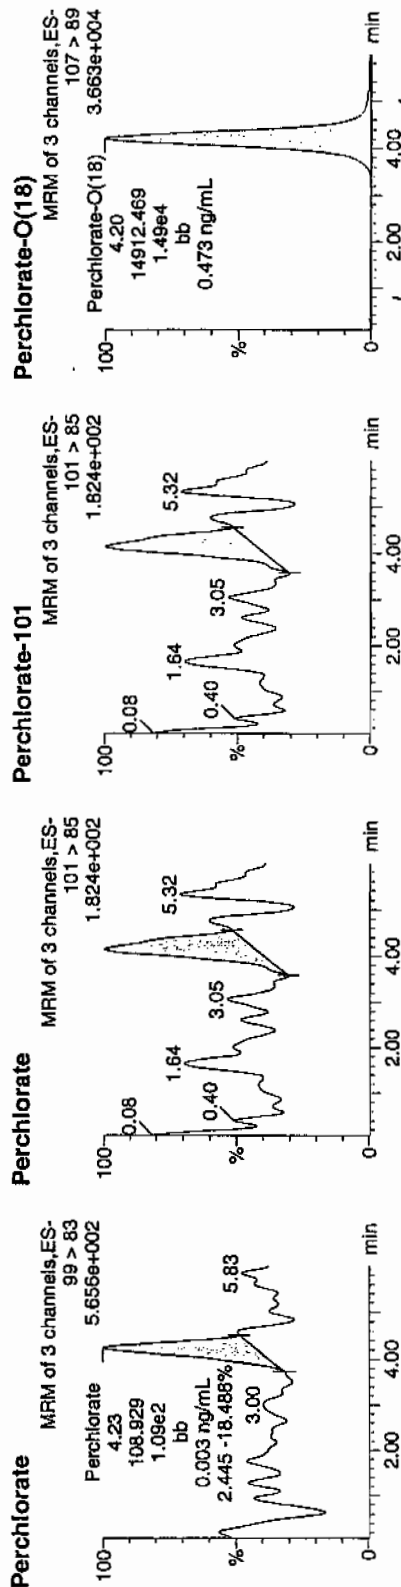 Perchlorate
MRM of 3 channels,ES-
99 > 83
5.656e+002
100
Perchlorate
4.23
108.929
1.09e2
bb
0.003 ng/mL
2.445 -18.488%
3.00
5.83
%
0
2.00
4.00
min
Perchlorate
MRM of 3 channels,ES-
101 > 85
1.824e+002
100
0.08
0.40
1.64
3.05
5.32
%
0
2.00
4.00
min
Perchlorate-101
MRM of 3 channels,ES-
101 > 85
1.824e+002
100
0.08
0.40
1.64
3.05
5.32
%
0
2.00
4.00
min
Perchlorate-O(18)
MRM of 3 channels,ES-
107 > 89
3.663e+004
100
Perchlorate-O(18)
4.20
14912.469
1.49e4
bb
0.473 ng/mL
%
0
2.00
4.00
min